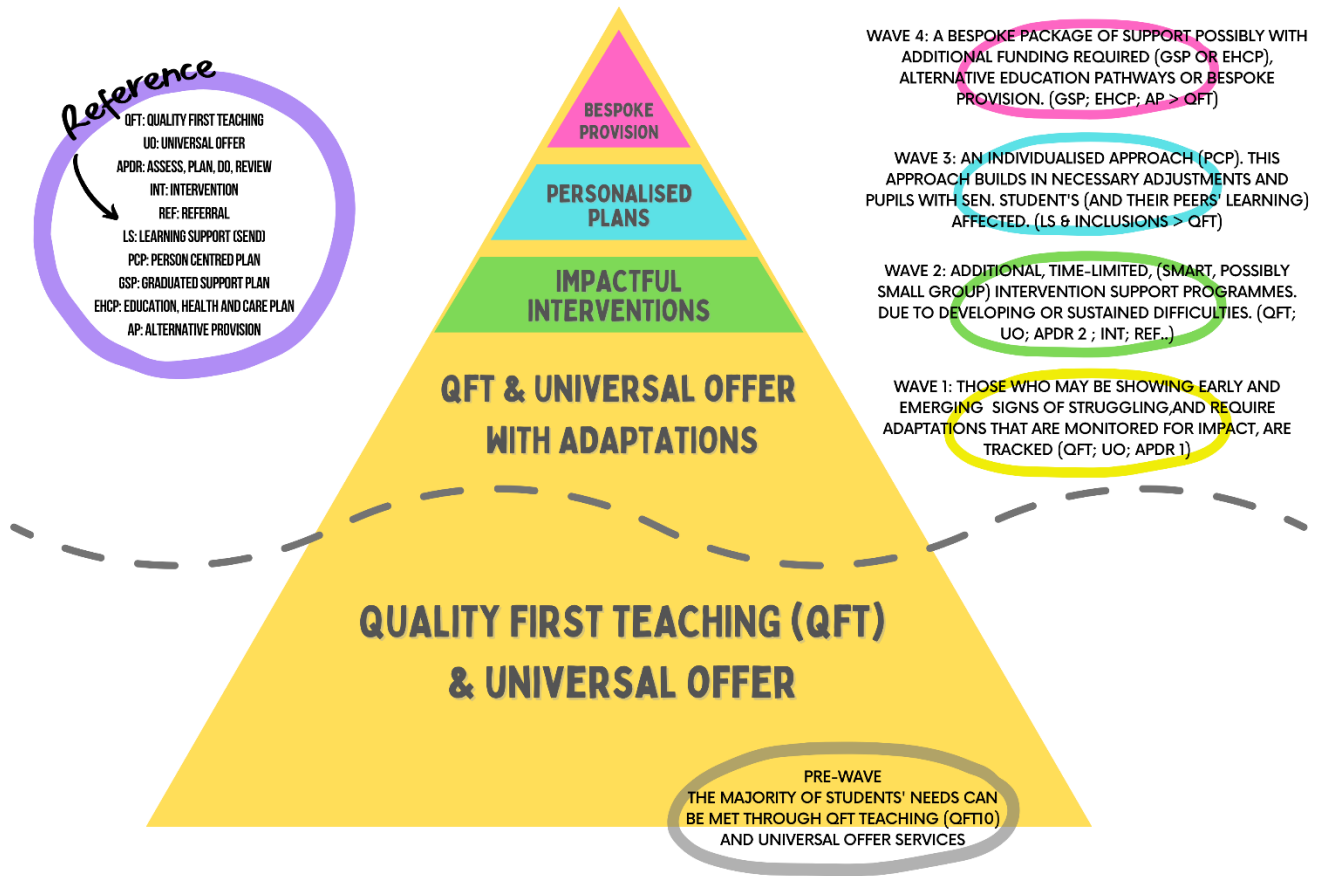 Reference
QFT: QUALITY FIRST TEACHING
UO: UNIVERSAL OFFER
APDR: ASSESS, PLAN, DO, REVIEW
INT: INTERVENTION
REF: REFERRAL
LS: LEARNING SUPPORT (SEND)
PCP: PERSON CENTRED PLAN
GSP: GRADUATED SUPPORT PLAN
EHCP: EDUCATION, HEALTH AND CARE PLAN
AP: ALTERNATIVE PROVISION
BESPOKE
PROVISION
PERSONALISED
PLANS
IMPACTFUL
INTERVENTIONS
QFT & UNIVERSAL OFFER
WITH ADAPTATIONS
QUALITY FIRST TEACHING (QFT)
& UNIVERSAL OFFER
WAVE 4: A BESPOKE PACKAGE OF SUPPORT POSSIBLY WITH
ADDITIONAL FUNDING REQUIRED (GSP OR EHCP),
ALTERNATIVE EDUCATION PATHWAYS OR BESPOKE
PROVISION. (GSP; EHCP; AP > QFT)
WAVE 3: AN INDIVIDUALISED APPROACH (PCP). THIS
APPROACH BUILDS IN NECESSARY ADJUSTMENTS AND
PUPILS WITH SEN. STUDENT'S (AND THEIR PEERS' LEARNING)
AFFECTED. (LS & INCLUSIONS > QFT)
WAVE 2: ADDITIONAL, TIME-LIMITED, (SMART, POSSIBLY
SMALL GROUP) INTERVENTION SUPPORT PROGRAMMES.
DUE TO DEVELOPING OR SUSTAINED DIFFICULTIES. (QFT;
UO; APDR 2 ; INT; REF..)
WAVE 1: THOSE WHO MAY BE SHOWING EARLY AND
EMERGING SIGNS OF STRUGGLING,AND REQUIRE
ADAPTATIONS THAT ARE MONITORED FOR IMPACT, ARE
TRACKED (QFT; UO; APDR 1)
PRE-WAVE
THE MAJORITY OF STUDENTS' NEEDS CAN
BE MET THROUGH QFT TEACHING (QFT10)
AND UNIVERSAL OFFER SERVICES